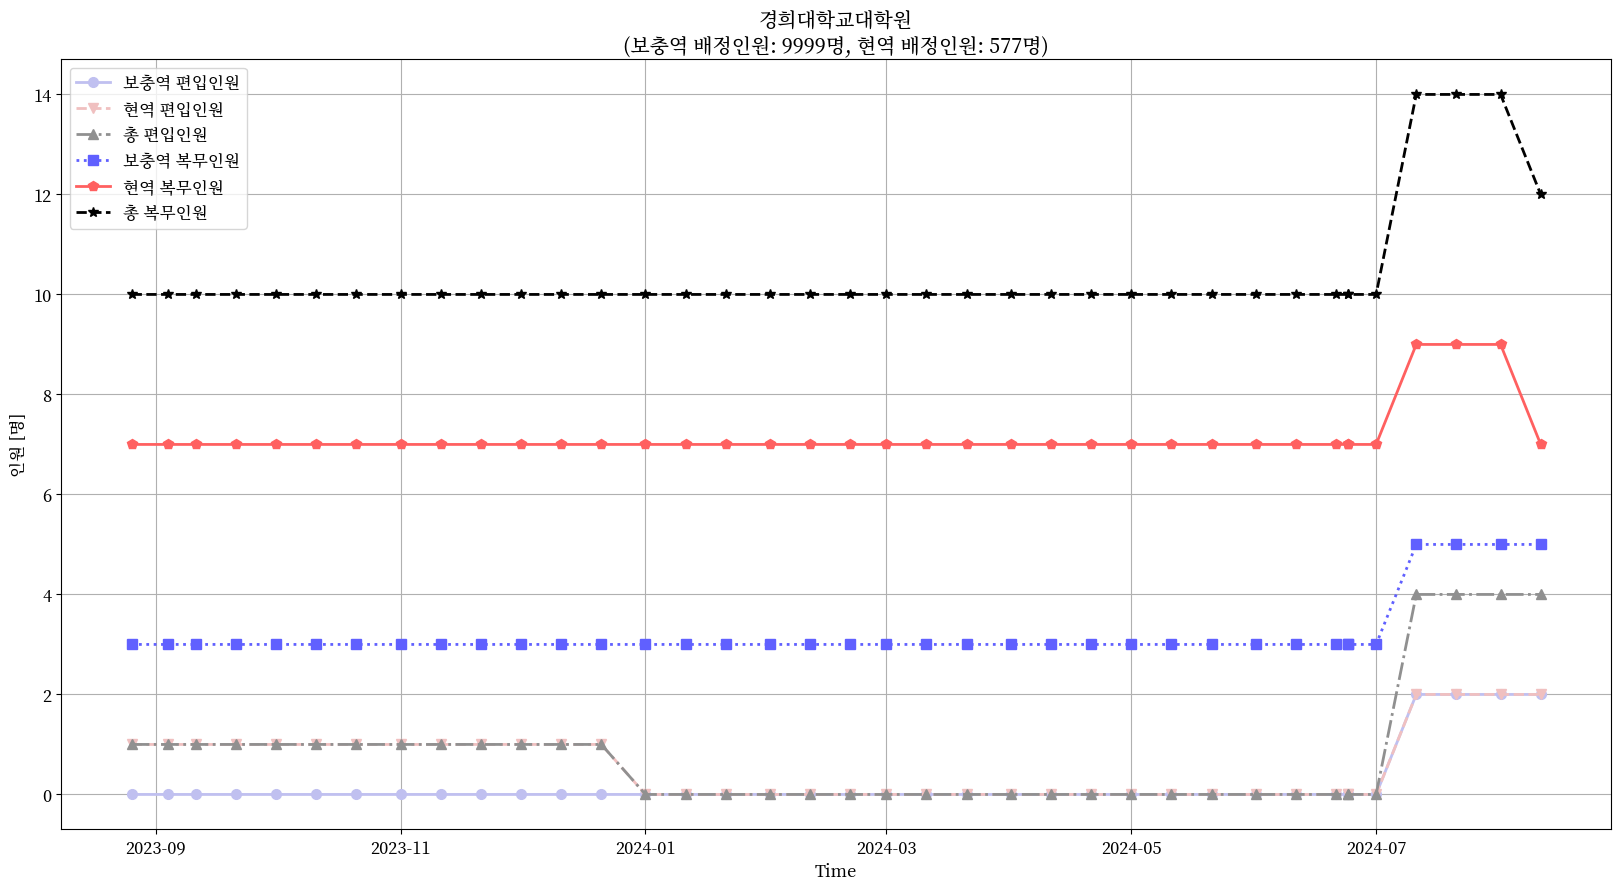 경희대학교대학원
(보충역 배정인원: 9999명, 현역 배정인원: 577명)
보충역 편입인원
현역 편입인원
총 편입인원
보충역 복무인원
현역 복무인원
총 복무인원
14
12
10
8
6
4
2
0
인원 [명]
2023-09
2023-11
2024-01
2024-03
2024-05
2024-07
Time